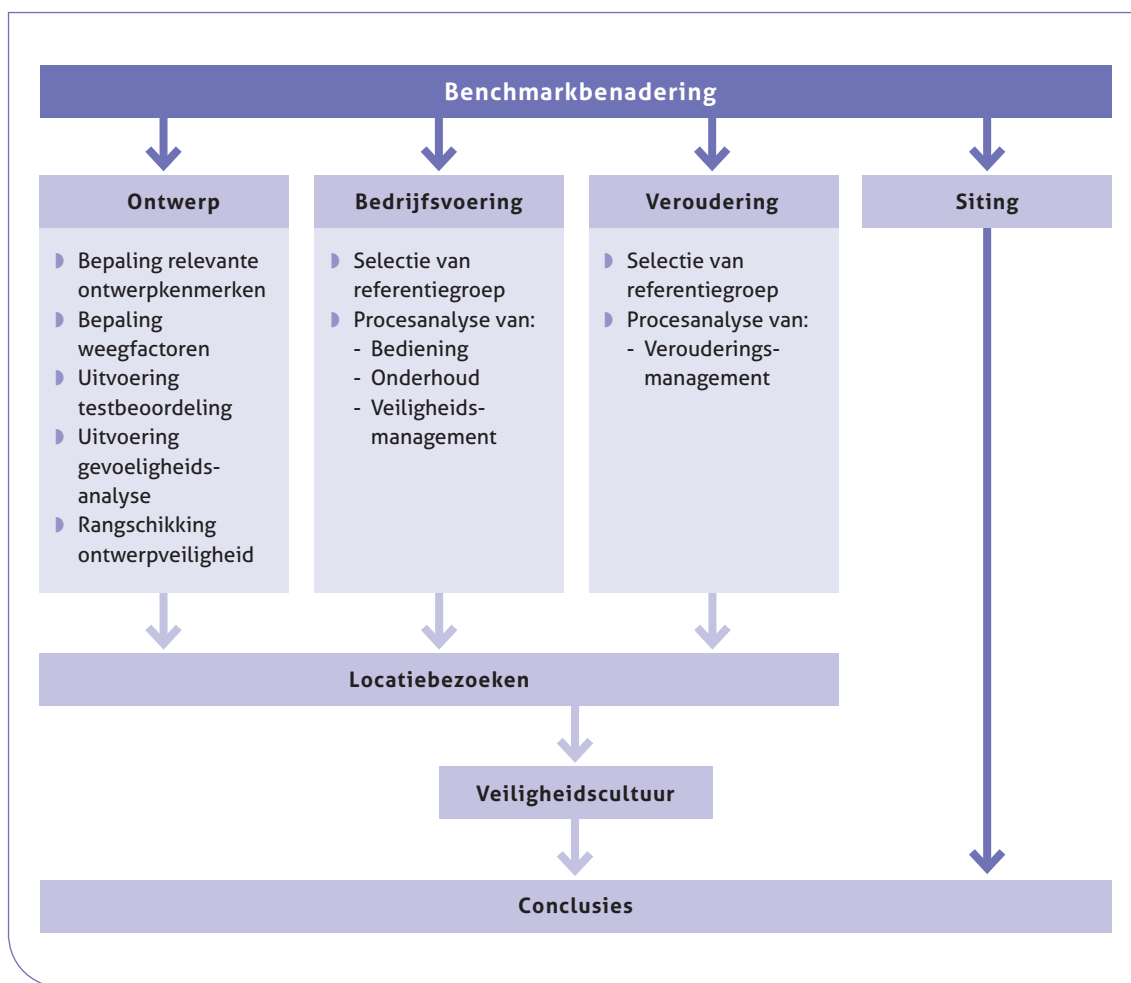 Benchmarkbenadering
Ontwerp
Bepaling relevante
ontwerpkenmerken
Bepaling
weegfactoren
Uitvoering
testbeoordeling
Uitvoering
gevoeligheids-
analyse
Rangschikking
ontwerpveiligheid
Bedrijfsvoering
Selectie van
referentiegroep
Procesanalyse van:
- Bediening
- Onderhoud
- Veiligheids-
management
Veroudering
Selectie van
referentiegroep
Procesanalyse van:
- Verouderings-
management
Siting
Locatiebezoeken
Veiligheidscultuur
Conclusies